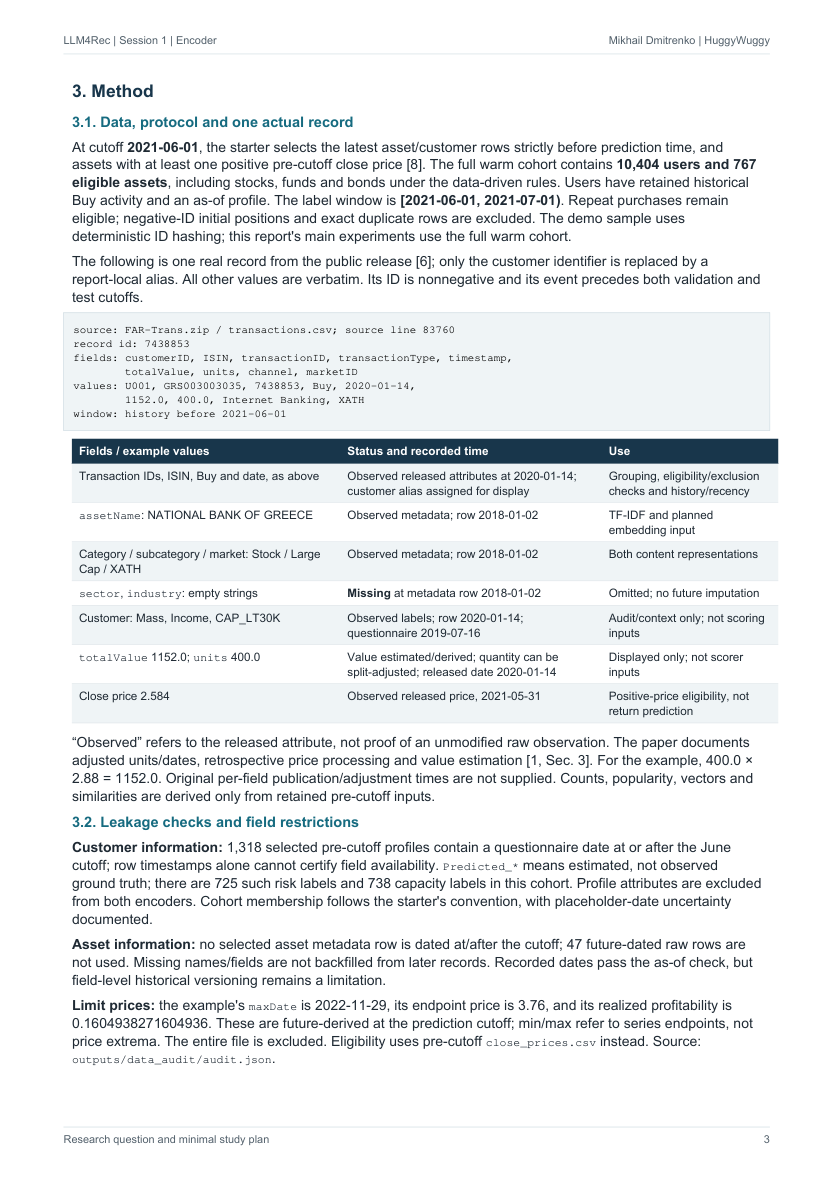 LLM4Rec | Session 1 | Encoder
Mikhail Dmitrenko | HuggyWuggy
3. Method
3.1. Data, protocol and one actual record
At cutoff 2021-06-01, the starter selects the latest asset/customer rows strictly before prediction time, and
assets with at least one positive pre-cutoff close price [8]. The full warm cohort contains 10,404 users and 767
eligible assets, including stocks, funds and bonds under the data-driven rules. Users have retained historical
Buy activity and an as-of profile. The label window is [2021-06-01, 2021-07-01). Repeat purchases remain
eligible; negative-ID initial positions and exact duplicate rows are excluded. The demo sample uses
deterministic ID hashing; this report's main experiments use the full warm cohort.
The following is one real record from the public release [6]; only the customer identifier is replaced by a
report-local alias. All other values are verbatim. Its ID is nonnegative and its event precedes both validation and
test cutoffs.
source: FAR-Trans.zip / transactions.csv; source line 83760
record id: 7438853
fields: customerID, ISIN, transactionID, transactionType, timestamp,
totalValue, units, channel, marketID
values: U001, GRS003003035, 7438853, Buy, 2020-01-14,
1152.0, 400.0, Internet Banking, XATH
window: history before 2021-06-01
Fields / example values
Status and recorded time
Use
Transaction IDs, ISIN, Buy and date, as above
Observed released attributes at 2020-01-14;
customer alias assigned for display
Grouping, eligibility/exclusion
checks and history/recency
assetName: NATIONAL BANK OF GREECE
Observed metadata; row 2018-01-02
TF-IDF and planned
embedding input
Category / subcategory / market: Stock / Large
Cap / XATH
Observed metadata; row 2018-01-02
Both content representations
sector, industry: empty strings
Missing at metadata row 2018-01-02
Omitted; no future imputation
Customer: Mass, Income, CAP_LT30K
Observed labels; row 2020-01-14;
questionnaire 2019-07-16
Audit/context only; not scoring
inputs
totalValue 1152.0; units 400.0
Value estimated/derived; quantity can be
split-adjusted; released date 2020-01-14
Displayed only; not scorer
inputs
Close price 2.584
Observed released price, 2021-05-31
Positive-price eligibility, not
return prediction
“Observed” refers to the released attribute, not proof of an unmodified raw observation. The paper documents
adjusted units/dates, retrospective price processing and value estimation [1, Sec. 3]. For the example, 400.0 ×
2.88 = 1152.0. Original per-field publication/adjustment times are not supplied. Counts, popularity, vectors and
similarities are derived only from retained pre-cutoff inputs.
3.2. Leakage checks and field restrictions
Customer information: 1,318 selected pre-cutoff profiles contain a questionnaire date at or after the June
cutoff; row timestamps alone cannot certify field availability. Predicted_* means estimated, not observed
ground truth; there are 725 such risk labels and 738 capacity labels in this cohort. Profile attributes are excluded
from both encoders. Cohort membership follows the starter's convention, with placeholder-date uncertainty
documented.
Asset information: no selected asset metadata row is dated at/after the cutoff; 47 future-dated raw rows are
not used. Missing names/fields are not backfilled from later records. Recorded dates pass the as-of check, but
field-level historical versioning remains a limitation.
Limit prices: the example's maxDate is 2022-11-29, its endpoint price is 3.76, and its realized profitability is
0.1604938271604936. These are future-derived at the prediction cutoff; min/max refer to series endpoints, not
price extrema. The entire file is excluded. Eligibility uses pre-cutoff close_prices.csv instead. Source:
outputs/data_audit/audit.json.
Research question and minimal study plan
3